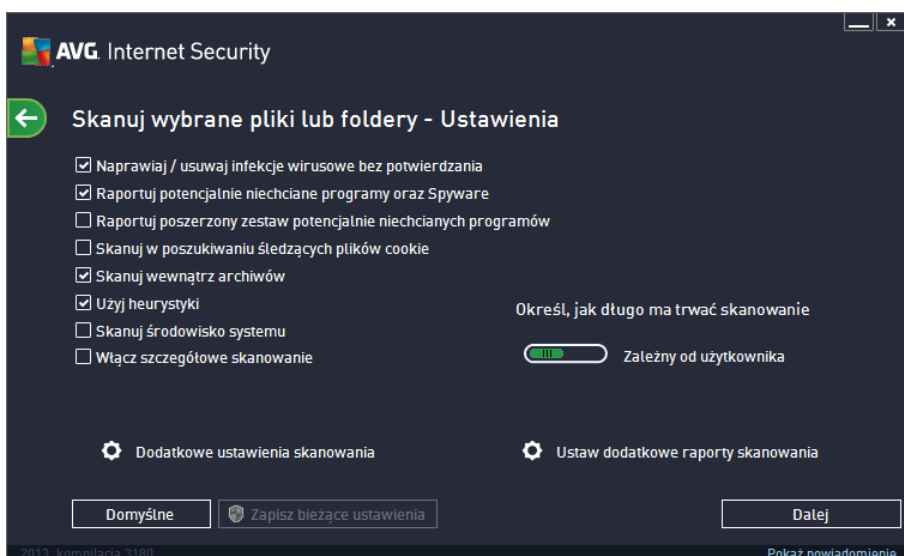 AVG. Internet Security
Skanuj wybrane pliki lub foldery - Ustawienia
Naprawiaj / usuwaj infekcje wirusowe bez potwierdzania
Raportuj potencjalnie niechciane programy oraz Spyware
Raportuj poszerzony zestaw potencjalnie niechcianych programów
Skanuj w poszukiwaniu śledzących plików cookie
Skanuj wewnątrz archiwów
Użyj heurystyki
Skanuj środowisko systemu
Włącz szczegółowe skanowanie
Określ, jak długo ma trwać skanowanie
Zależny od użytkownika
Dodatkowe ustawienia skanowania
Ustaw dodatkowe raporty skanowania
Domyślne
Zapisz bieżące ustawienia
Dalej
2013 kompilacja 3180
Pokaż powiadomienie